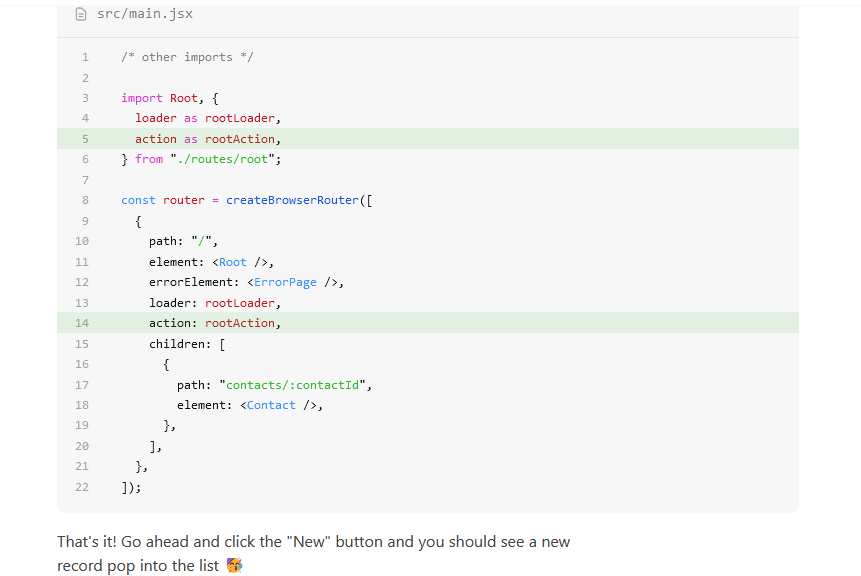 src/main.jsx
1 /* other imports */
2
3 import Root, {
4   loader as rootLoader,
5   action as rootAction,
6 } from "./routes/root";
7
8 const router = createBrowserRouter([
9   {
10     path: "/",
11     element: <Root />,
12     errorElement: <ErrorPage />,
13     loader: rootLoader,
14     action: rootAction,
15     children: [
16       {
17         path: "contacts/:contactId",
18         element: <Contact />,
19       },
20     ],
21   },
22 ]);
That's it! Go ahead and click the "New" button and you should see a new
record pop into the list 🥳